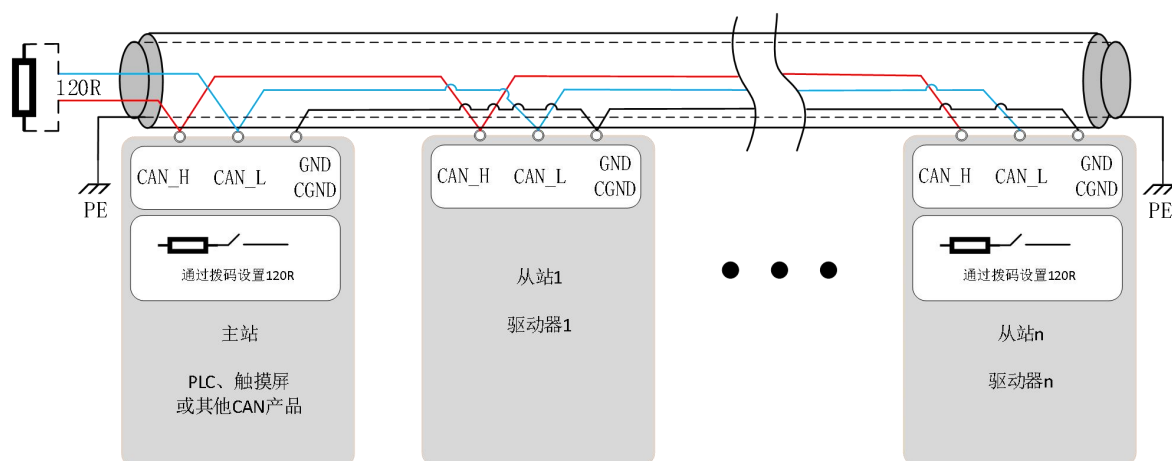 120R
PE
CAN_H CAN_L GND CGND
通过拨码设置120R
主站
PLC、触摸屏
或其他CAN产品
CAN_H CAN_L GND CGND
从站1
驱动器1
CAN_H CAN_L GND CGND
通过拨码设置120R
从站n
驱动器n
PE